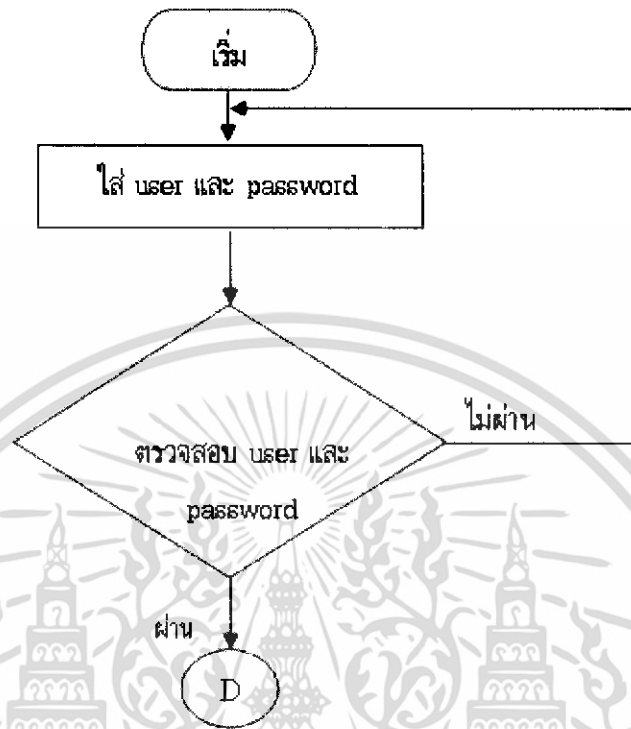 เริ่ม
ใส่ user และ password
ตรวจสอบ user และ
password
ไม่ผ่าน
ผ่าน
D